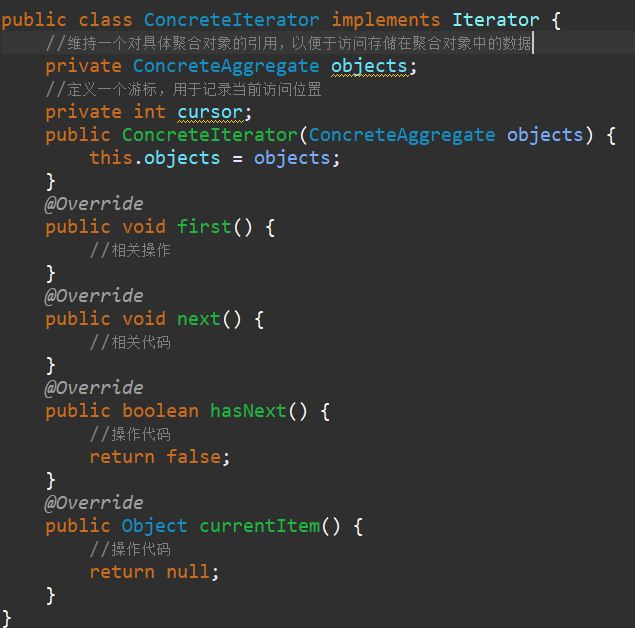 public class ConcreteIterator implements Iterator {
    //维持一个对具体聚合对象的引用，以便于访问存储在聚合对象中的数据
    private ConcreteAggregate objects;
    //定义一个游标，用于记录当前访问位置
    private int cursor;
    public ConcreteIterator(ConcreteAggregate objects) {
        this.objects = objects;
    }
    @Override
    public void first() {
        //相关操作
    }
    @Override
    public void next() {
        //相关代码
    }
    @Override
    public boolean hasNext() {
        //操作代码
        return false;
    }
    @Override
    public Object currentItem() {
        //操作代码
        return null;
    }
}